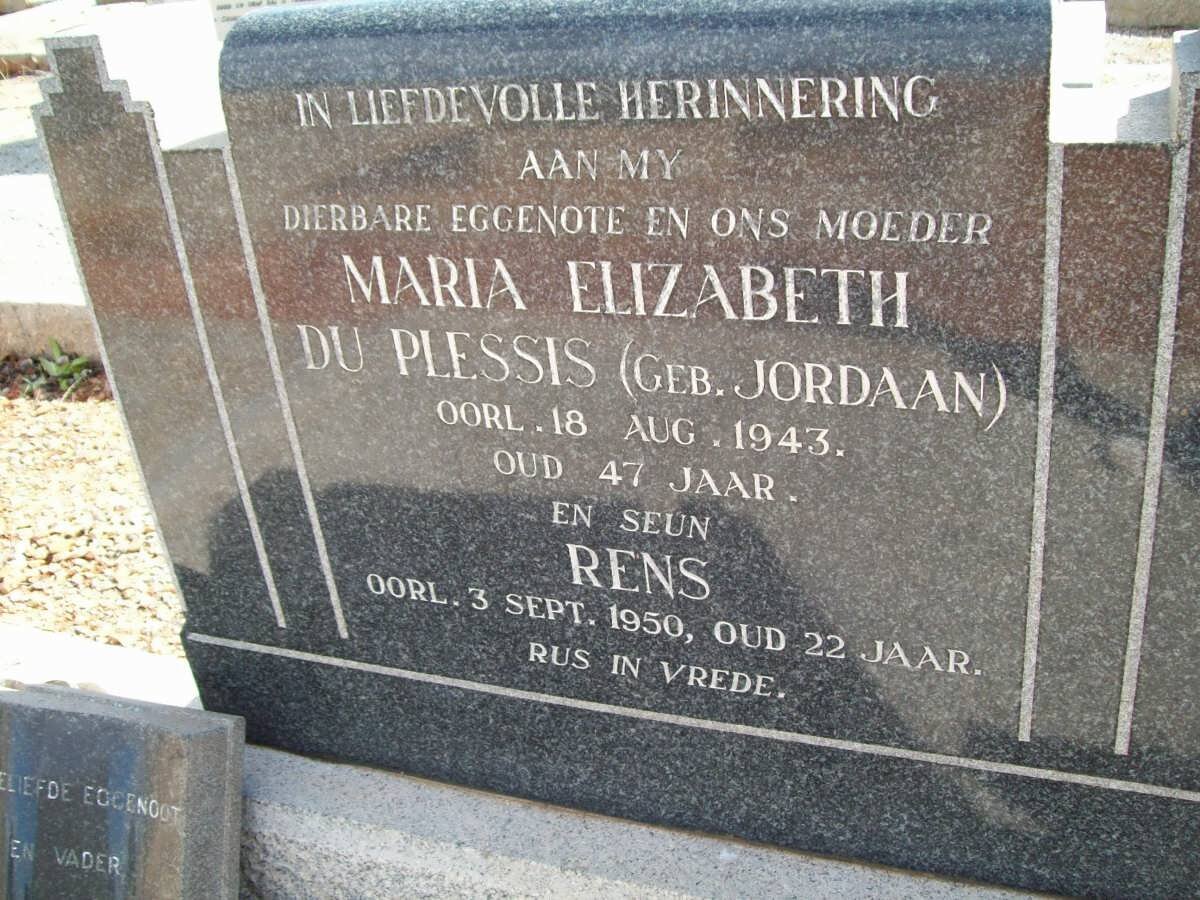 IN LIEFDEVOLLE HERINNERING
AAN MY
DIERBARE EGGENOTE EN ONS MOEDER
MARIA ELIZABETH
DU PLESSIS (GEB. JORDAAN)
OORL. 18 AUG. 1943.
OUD 47 JAAR.
EN SEUN
RENS
OORL. 3 SEPT. 1950, OUD 22 JAAR.
RUS IN VREDE.
ELIEFDE EGGENOOT
EN VADER